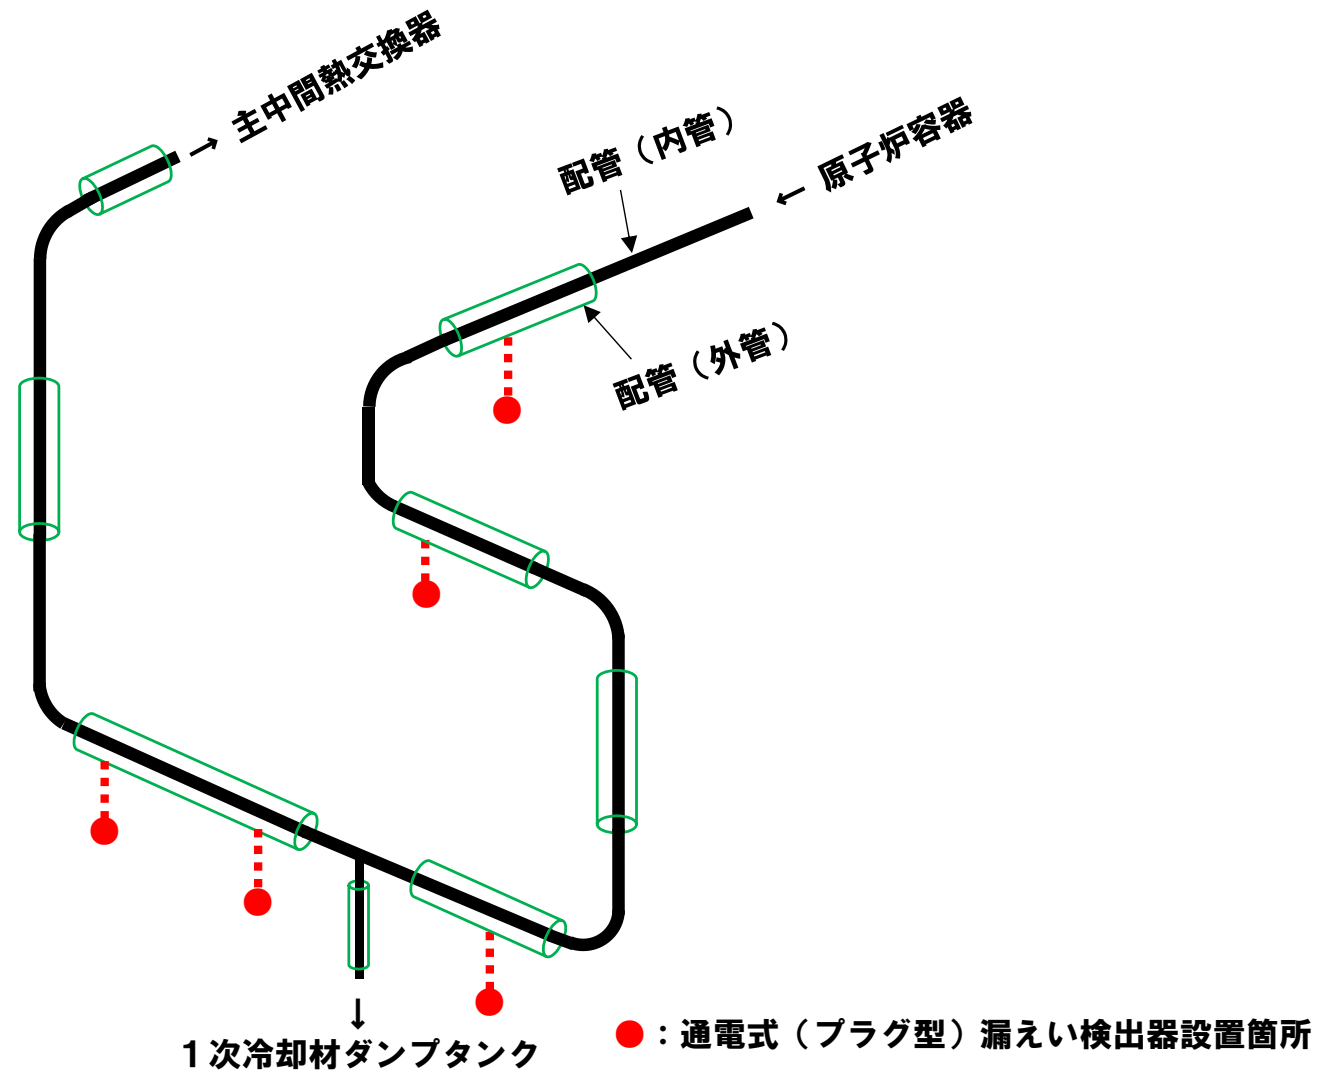 → 主中間熱交換器
← 原子炉容器
配管（内管）
配管（外管）
↓
１次冷却材ダンプタンク
：通電式（プラグ型）漏えい検出器設置箇所